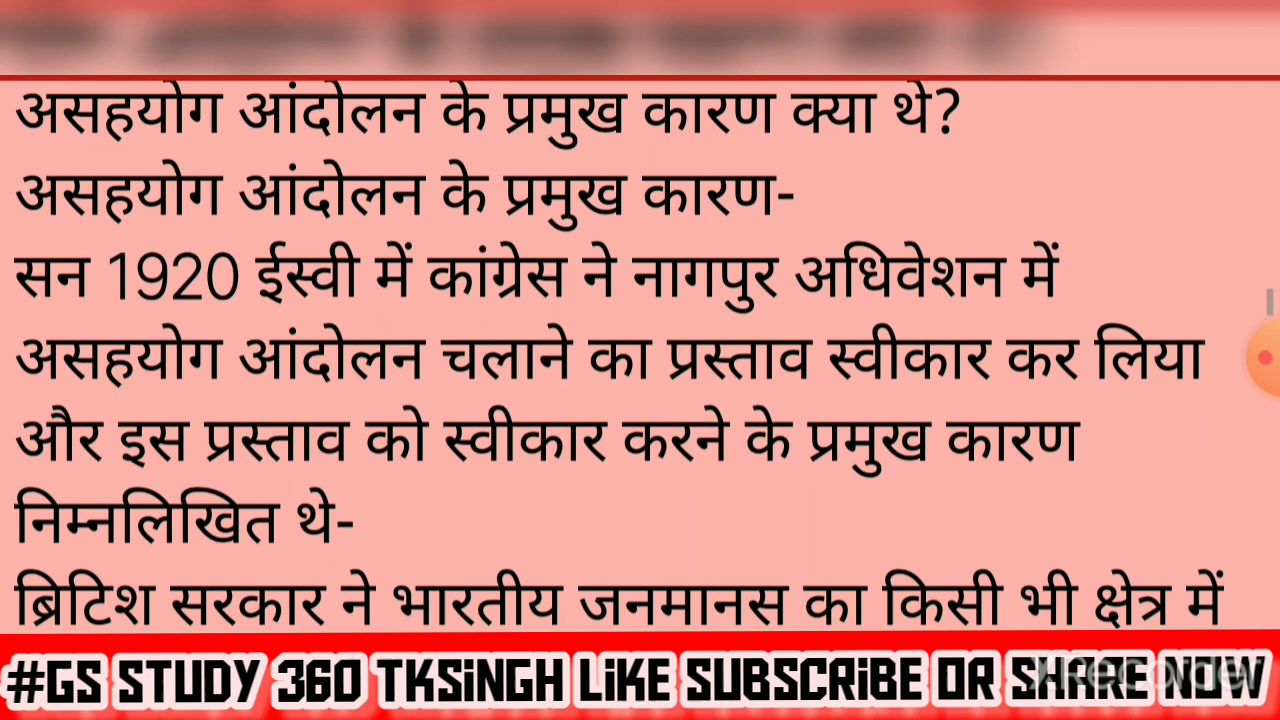 असहयोग आंदोलन के प्रमुख कारण क्या थे?
असहयोग आंदोलन के प्रमुख कारण-
सन 1920 ईस्वी में कांग्रेस ने नागपुर अधिवेशन में
असहयोग आंदोलन चलाने का प्रस्ताव स्वीकार कर लिया
और इस प्रस्ताव को स्वीकार करने के प्रमुख कारण
निम्नलिखित थे-
ब्रिटिश सरकार ने भारतीय जनमानस का किसी भी क्षेत्र में
#GS STUDY 360 TKSiNGH LiKE SUBSCRiBE OR SHARE NOW
XRecorder